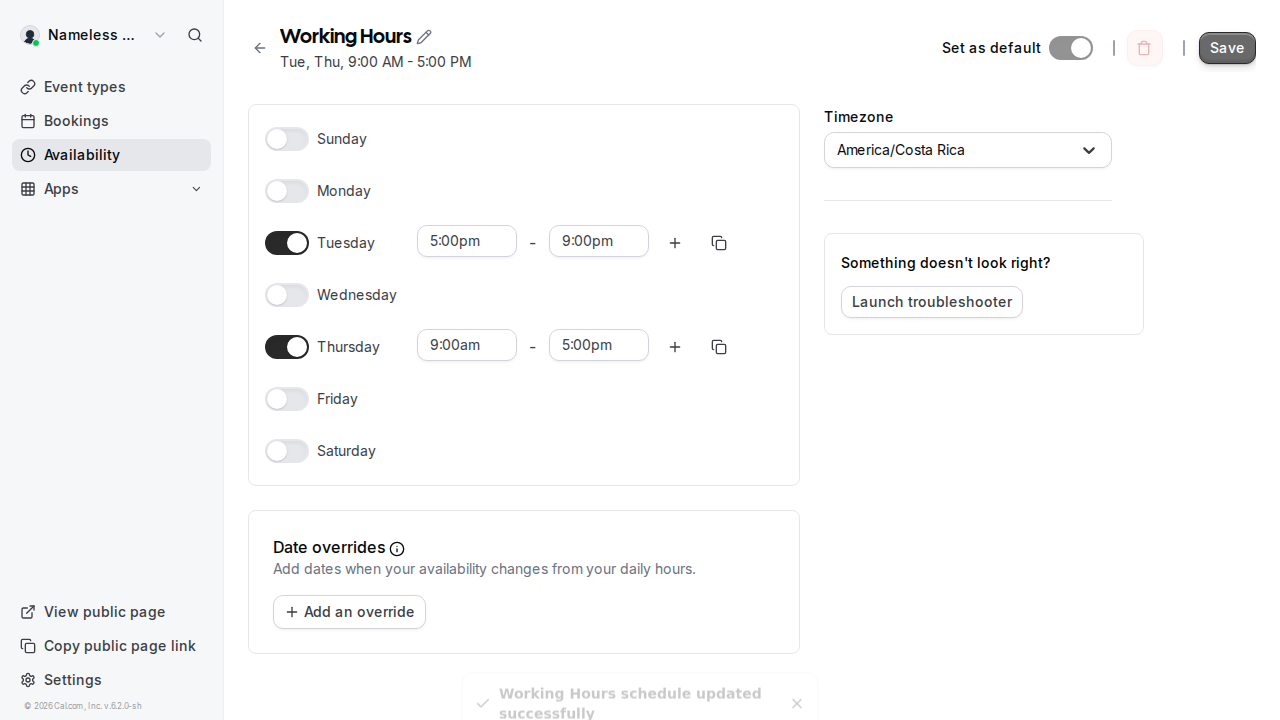 Nameless ...
Event types
Bookings
Availability
Apps
View public page
Copy public page link
Settings
© 2026 Cal.com, Inc. v.6.2.0-sh
Working Hours
Tue, Thu, 9:00 AM - 5:00 PM
Set as default
Save
Sunday
Monday
Tuesday 5:00pm - 9:00pm
Wednesday
Thursday 9:00am - 5:00pm
Friday
Saturday
Timezone
America/Costa Rica
Something doesn't look right?
Launch troubleshooter
Date overrides
Add dates when your availability changes from your daily hours.
Add an override
Working Hours schedule updated
successfully